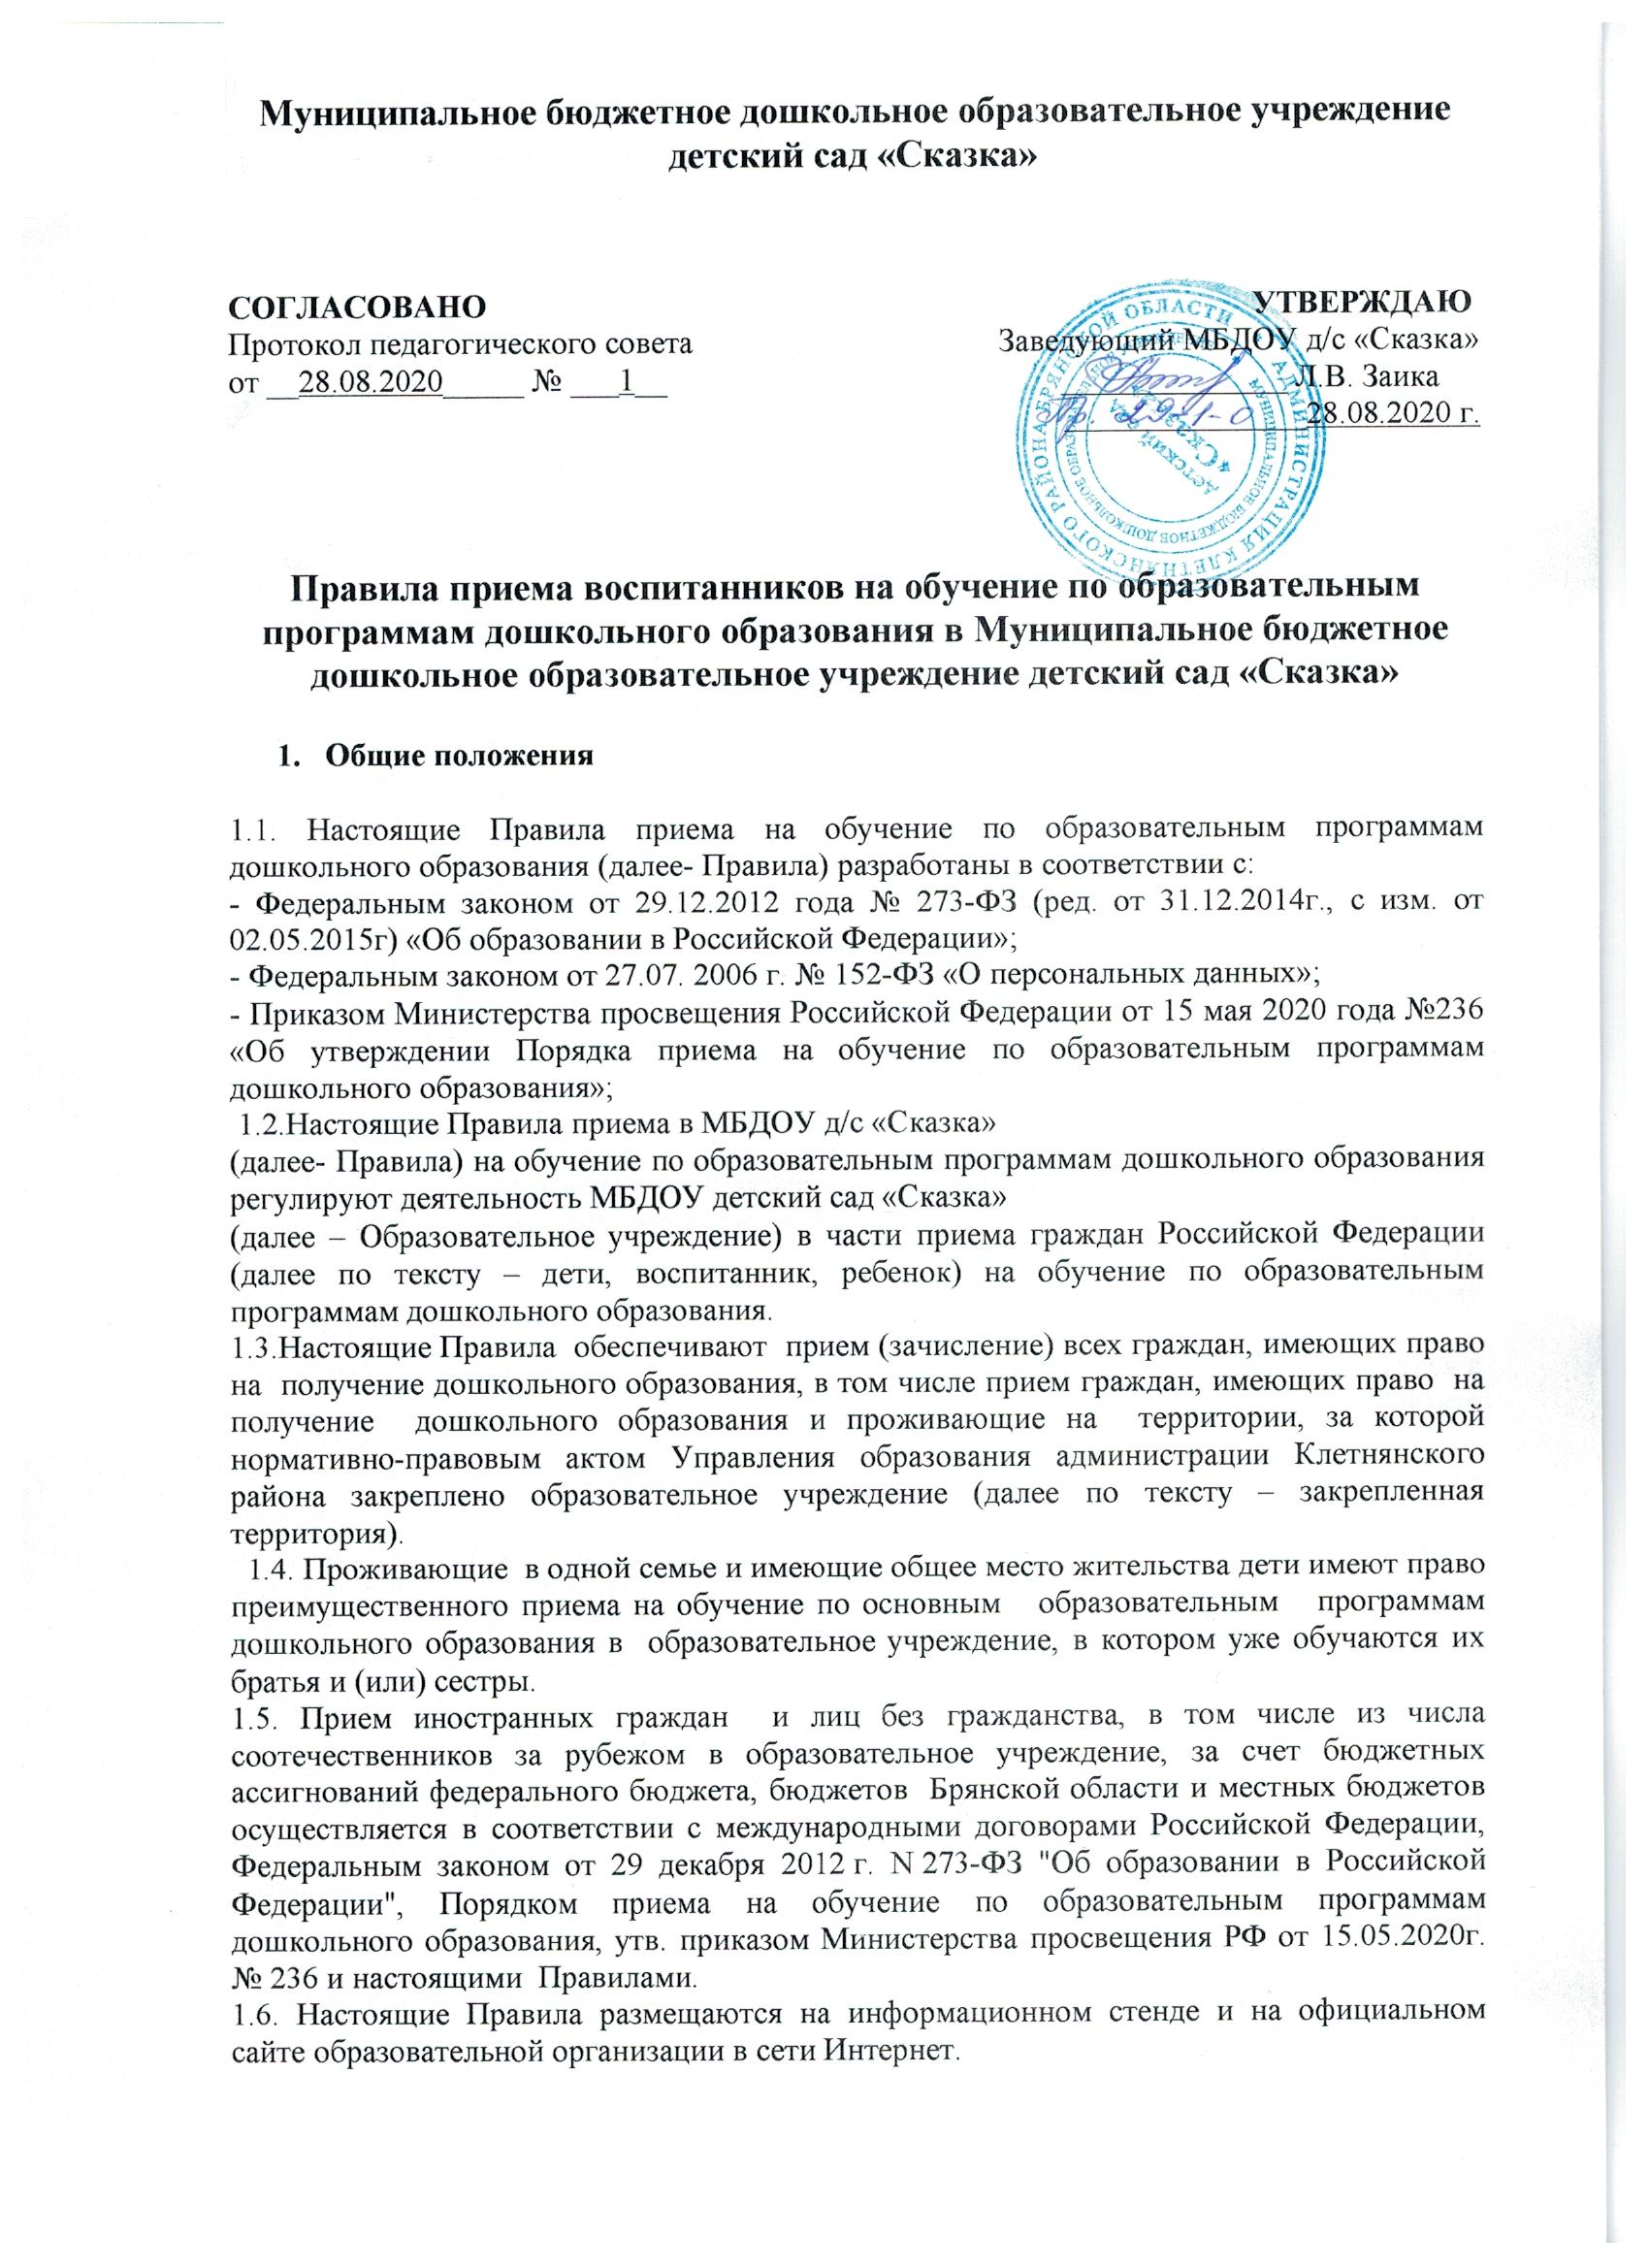 Муниципальное бюджетное дошкольное образовательное учреждение
детский сад «Сказка»
СОГЛАСОВАНО
Протокол педагогического совета
от __28.08.2020_____ № ___1__
УТВЕРЖДАЮ
Заведующий МБДОУ д/с «Сказка»
Л.В. Заика
28.08.2020 г.
АДМИНИСТРАЦИЯ КЛЕТНЯНСКОГО РАЙОНА БРЯНСКОЙ ОБЛАСТИ
МУНИЦИПАЛЬНОЕ БЮДЖЕТНОЕ ДОШКОЛЬНОЕ
детский сад
«Сказка»
Правила приема воспитанников на обучение по образовательным
программам дошкольного образования в Муниципальное бюджетное
дошкольное образовательное учреждение детский сад «Сказка»
1. Общие положения
1.1. Настоящие Правила приема на обучение по образовательным программам
дошкольного образования (далее- Правила) разработаны в соответствии с:
- Федеральным законом от 29.12.2012 года № 273-ФЗ (ред. от 31.12.2014г., с изм. от
02.05.2015г) «Об образовании в Российской Федерации»;
- Федеральным законом от 27.07. 2006 г. № 152-ФЗ «О персональных данных»;
- Приказом Министерства просвещения Российской Федерации от 15 мая 2020 года №236
«Об утверждении Порядка приема на обучение по образовательным программам
дошкольного образования»;
1.2.Настоящие Правила приема в МБДОУ д/с «Сказка»
(далее- Правила) на обучение по образовательным программам дошкольного образования
регулируют деятельность МБДОУ детский сад «Сказка»
(далее – Образовательное учреждение) в части приема граждан Российской Федерации
(далее по тексту – дети, воспитанник, ребенок) на обучение по образовательным
программам дошкольного образования.
1.3.Настоящие Правила обеспечивают прием (зачисление) всех граждан, имеющих право
на получение дошкольного образования, в том числе прием граждан, имеющих право на
получение дошкольного образования и проживающие на территории, за которой
нормативно-правовым актом Управления образования администрации Клетнянского
района закреплено образовательное учреждение (далее по тексту – закрепленная
территория).
1.4. Проживающие в одной семье и имеющие общее место жительства дети имеют право
преимущественного приема на обучение по основным образовательным программам
дошкольного образования в образовательное учреждение, в котором уже обучаются их
братья и (или) сестры.
1.5. Прием иностранных граждан и лиц без гражданства, в том числе из числа
соотечественников за рубежом в образовательное учреждение, за счет бюджетных
ассигнований федерального бюджета, бюджетов Брянской области и местных бюджетов
осуществляется в соответствии с международными договорами Российской Федерации,
Федеральным законом от 29 декабря 2012 г. N 273-ФЗ "Об образовании в Российской
Федерации", Порядком приема на обучение по образовательным программам
дошкольного образования, утв. приказом Министерства просвещения РФ от 15.05.2020г.
№ 236 и настоящими Правилами.
1.6. Настоящие Правила размещаются на информационном стенде и на официальном
сайте образовательной организации в сети Интернет.